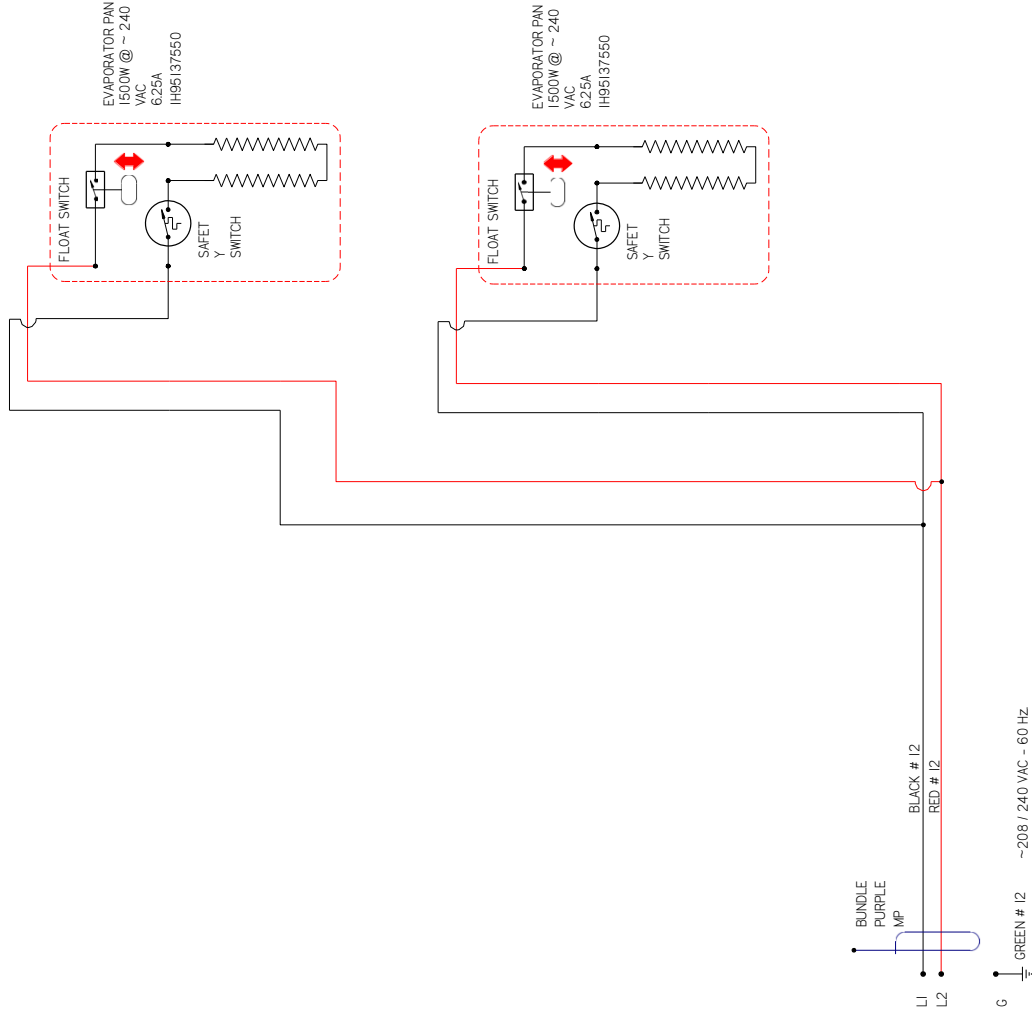 EVAPORATOR PAN
1500W @ ~ 240
VAC
6.25A
1H95137550
FLOAT SWITCH
SAFET
Y
SWITCH
EVAPORATOR PAN
1500W @ ~ 240
VAC
6.25A
1H95137550
FLOAT SWITCH
SAFET
Y
SWITCH
BLACK # 12
RED # 12
BUNDLE
PURPLE
MP
L1
L2
G
GREEN # 12
~208 / 240 VAC - 60 HZ